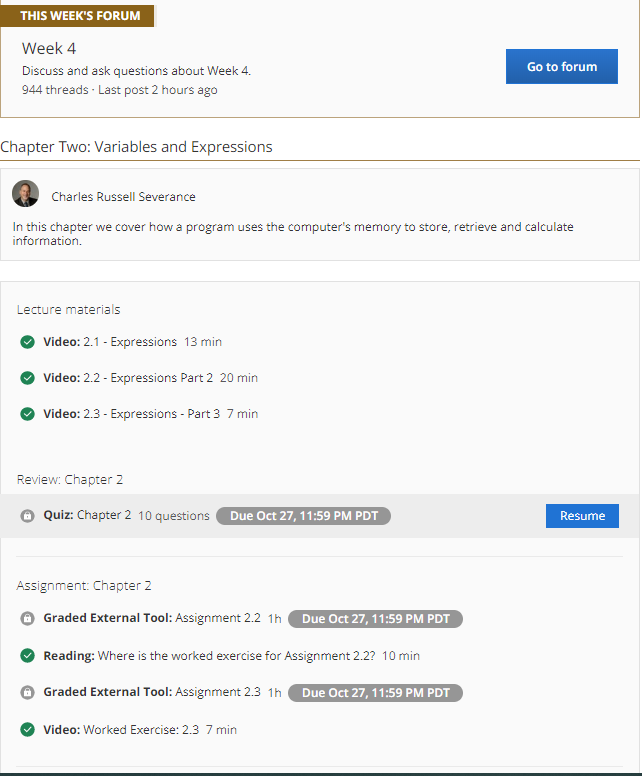 THIS WEEK'S FORUM
Week 4
Discuss and ask questions about Week 4.
944 threads · Last post 2 hours ago
Go to forum
Chapter Two: Variables and Expressions
Charles Russell Severance
In this chapter we cover how a program uses the computer's memory to store, retrieve and calculate
information.
Lecture materials
Video: 2.1 - Expressions 13 min
Video: 2.2 - Expressions Part 2 20 min
Video: 2.3 - Expressions - Part 3 7 min
Review: Chapter 2
Quiz: Chapter 2 10 questions Due Oct 27, 11:59 PM PDT Resume
Assignment: Chapter 2
Graded External Tool: Assignment 2.2 1h Due Oct 27, 11:59 PM PDT
Reading: Where is the worked exercise for Assignment 2.2? 10 min
Graded External Tool: Assignment 2.3 1h Due Oct 27, 11:59 PM PDT
Video: Worked Exercise: 2.3 7 min